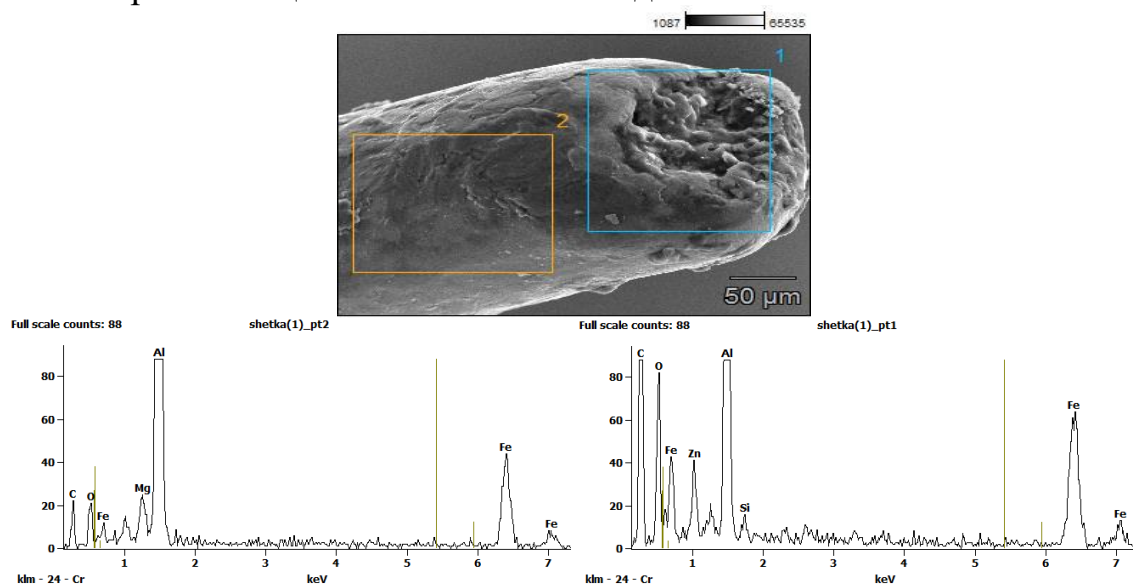 1087 65535
1
2
50 µm
Full scale counts: 88 shetka(1)_pt2
Al
80
60
Fe
40
C
O
Mg
20
Fe
Fe
0
1 2 3 4 5 6 7
klm - 24 - Cr keV
Full scale counts: 88 shetka(1)_pt1
C
Al
O
80
Fe
60
Fe
Zn
40
20
Si
Fe
0
1 2 3 4 5 6 7
klm - 24 - Cr keV